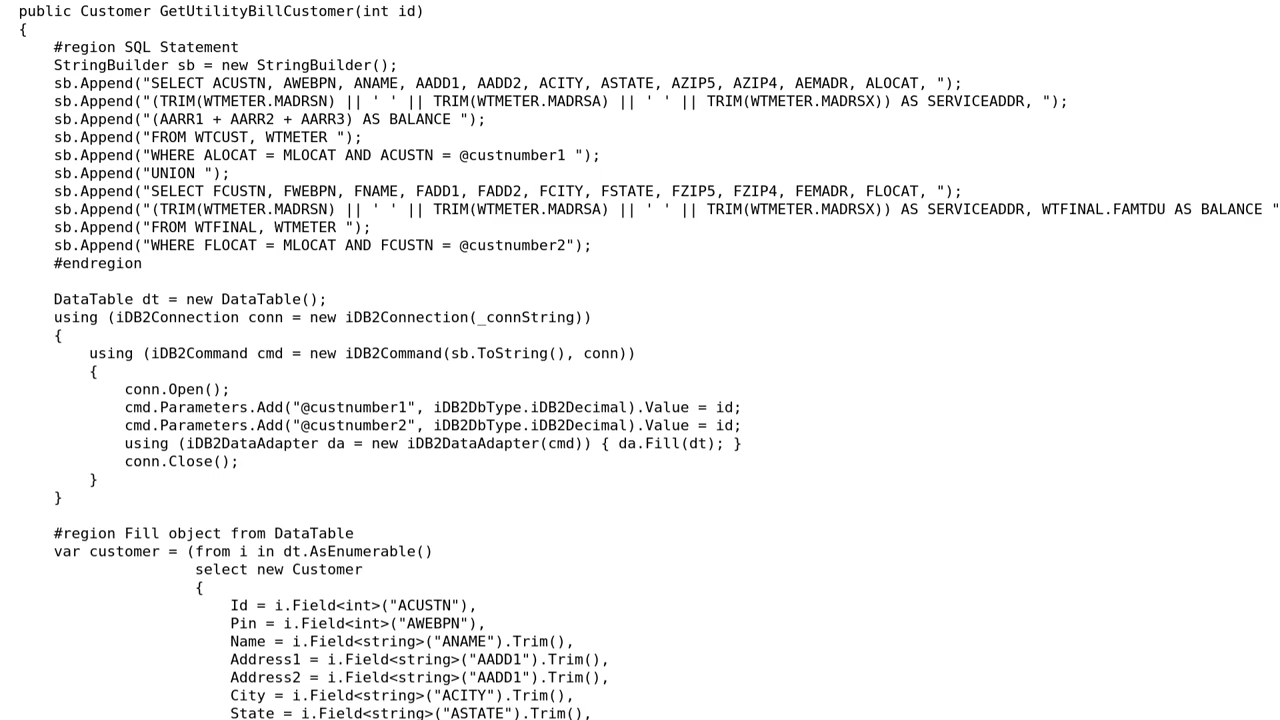 public Customer GetUtilityBillCustomer(int id)
{
    #region SQL Statement
    StringBuilder sb = new StringBuilder();
    sb.Append("SELECT ACUSTN, AWEBPN, ANAME, AADD1, AADD2, ACITY, ASTATE, AZIP5, AZIP4, AEMADR, ALOCAT, ");
    sb.Append("(TRIM(WTMETER.MADRSN) || ' ' || TRIM(WTMETER.MADRSA) || ' ' || TRIM(WTMETER.MADRSX)) AS SERVICEADDR, ");
    sb.Append("(AARR1 + AARR2 + AARR3) AS BALANCE ");
    sb.Append("FROM WTCUST, WTMETER ");
    sb.Append("WHERE ALOCAT = MLOCAT AND ACUSTN = @custnumber1 ");
    sb.Append("UNION ");
    sb.Append("SELECT FCUSTN, FWEBPN, FNAME, FADD1, FADD2, FCITY, FSTATE, FZIP5, FZIP4, FEMADR, FLOCAT, ");
    sb.Append("(TRIM(WTMETER.MADRSN) || ' ' || TRIM(WTMETER.MADRSA) || ' ' || TRIM(WTMETER.MADRSX)) AS SERVICEADDR, WTFINAL.FAMTDU AS BALANCE "
    sb.Append("FROM WTFINAL, WTMETER ");
    sb.Append("WHERE FLOCAT = MLOCAT AND FCUSTN = @custnumber2");
    #endregion

    DataTable dt = new DataTable();
    using (iDB2Connection conn = new iDB2Connection(_connString))
    {
        using (iDB2Command cmd = new iDB2Command(sb.ToString(), conn))
        {
            conn.Open();
            cmd.Parameters.Add("@custnumber1", iDB2DbType.iDB2Decimal).Value = id;
            cmd.Parameters.Add("@custnumber2", iDB2DbType.iDB2Decimal).Value = id;
            using (iDB2DataAdapter da = new iDB2DataAdapter(cmd)) { da.Fill(dt); }
            conn.Close();
        }
    }

    #region Fill object from DataTable
    var customer = (from i in dt.AsEnumerable()
                    select new Customer
                    {
                        Id = i.Field<int>("ACUSTN"),
                        Pin = i.Field<int>("AWEBPN"),
                        Name = i.Field<string>("ANAME").Trim(),
                        Address1 = i.Field<string>("AADD1").Trim(),
                        Address2 = i.Field<string>("AADD1").Trim(),
                        City = i.Field<string>("ACITY").Trim(),
                        State = i.Field<string>("ASTATE").Trim(),